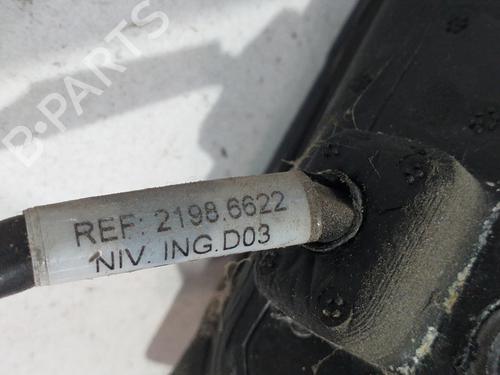 B-PARTS
REF: 2198.6622
NIV. ING.D03